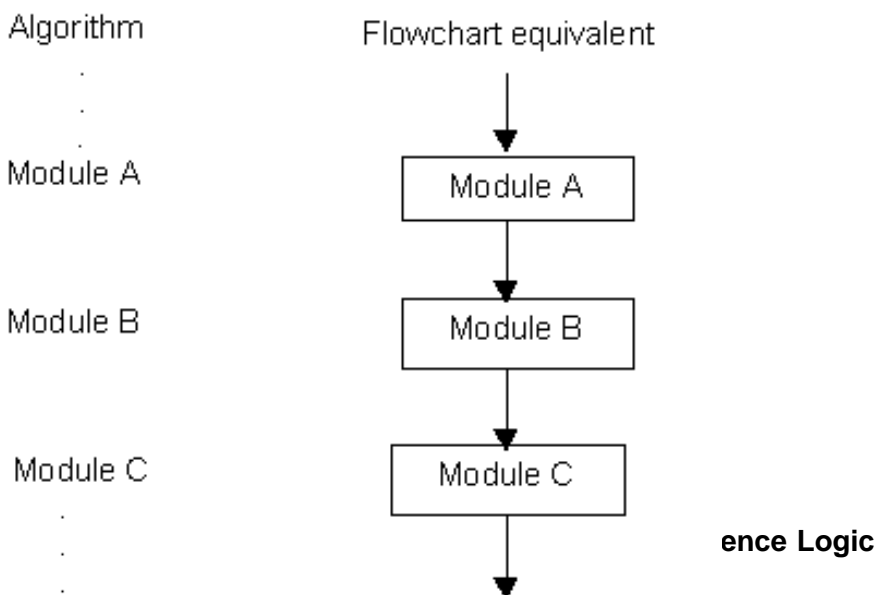 Algorithm
Flowchart equivalent
.
.
.
Module A
Module A
Module B
Module B
Module C
Module C
.
.
.
ence Logic